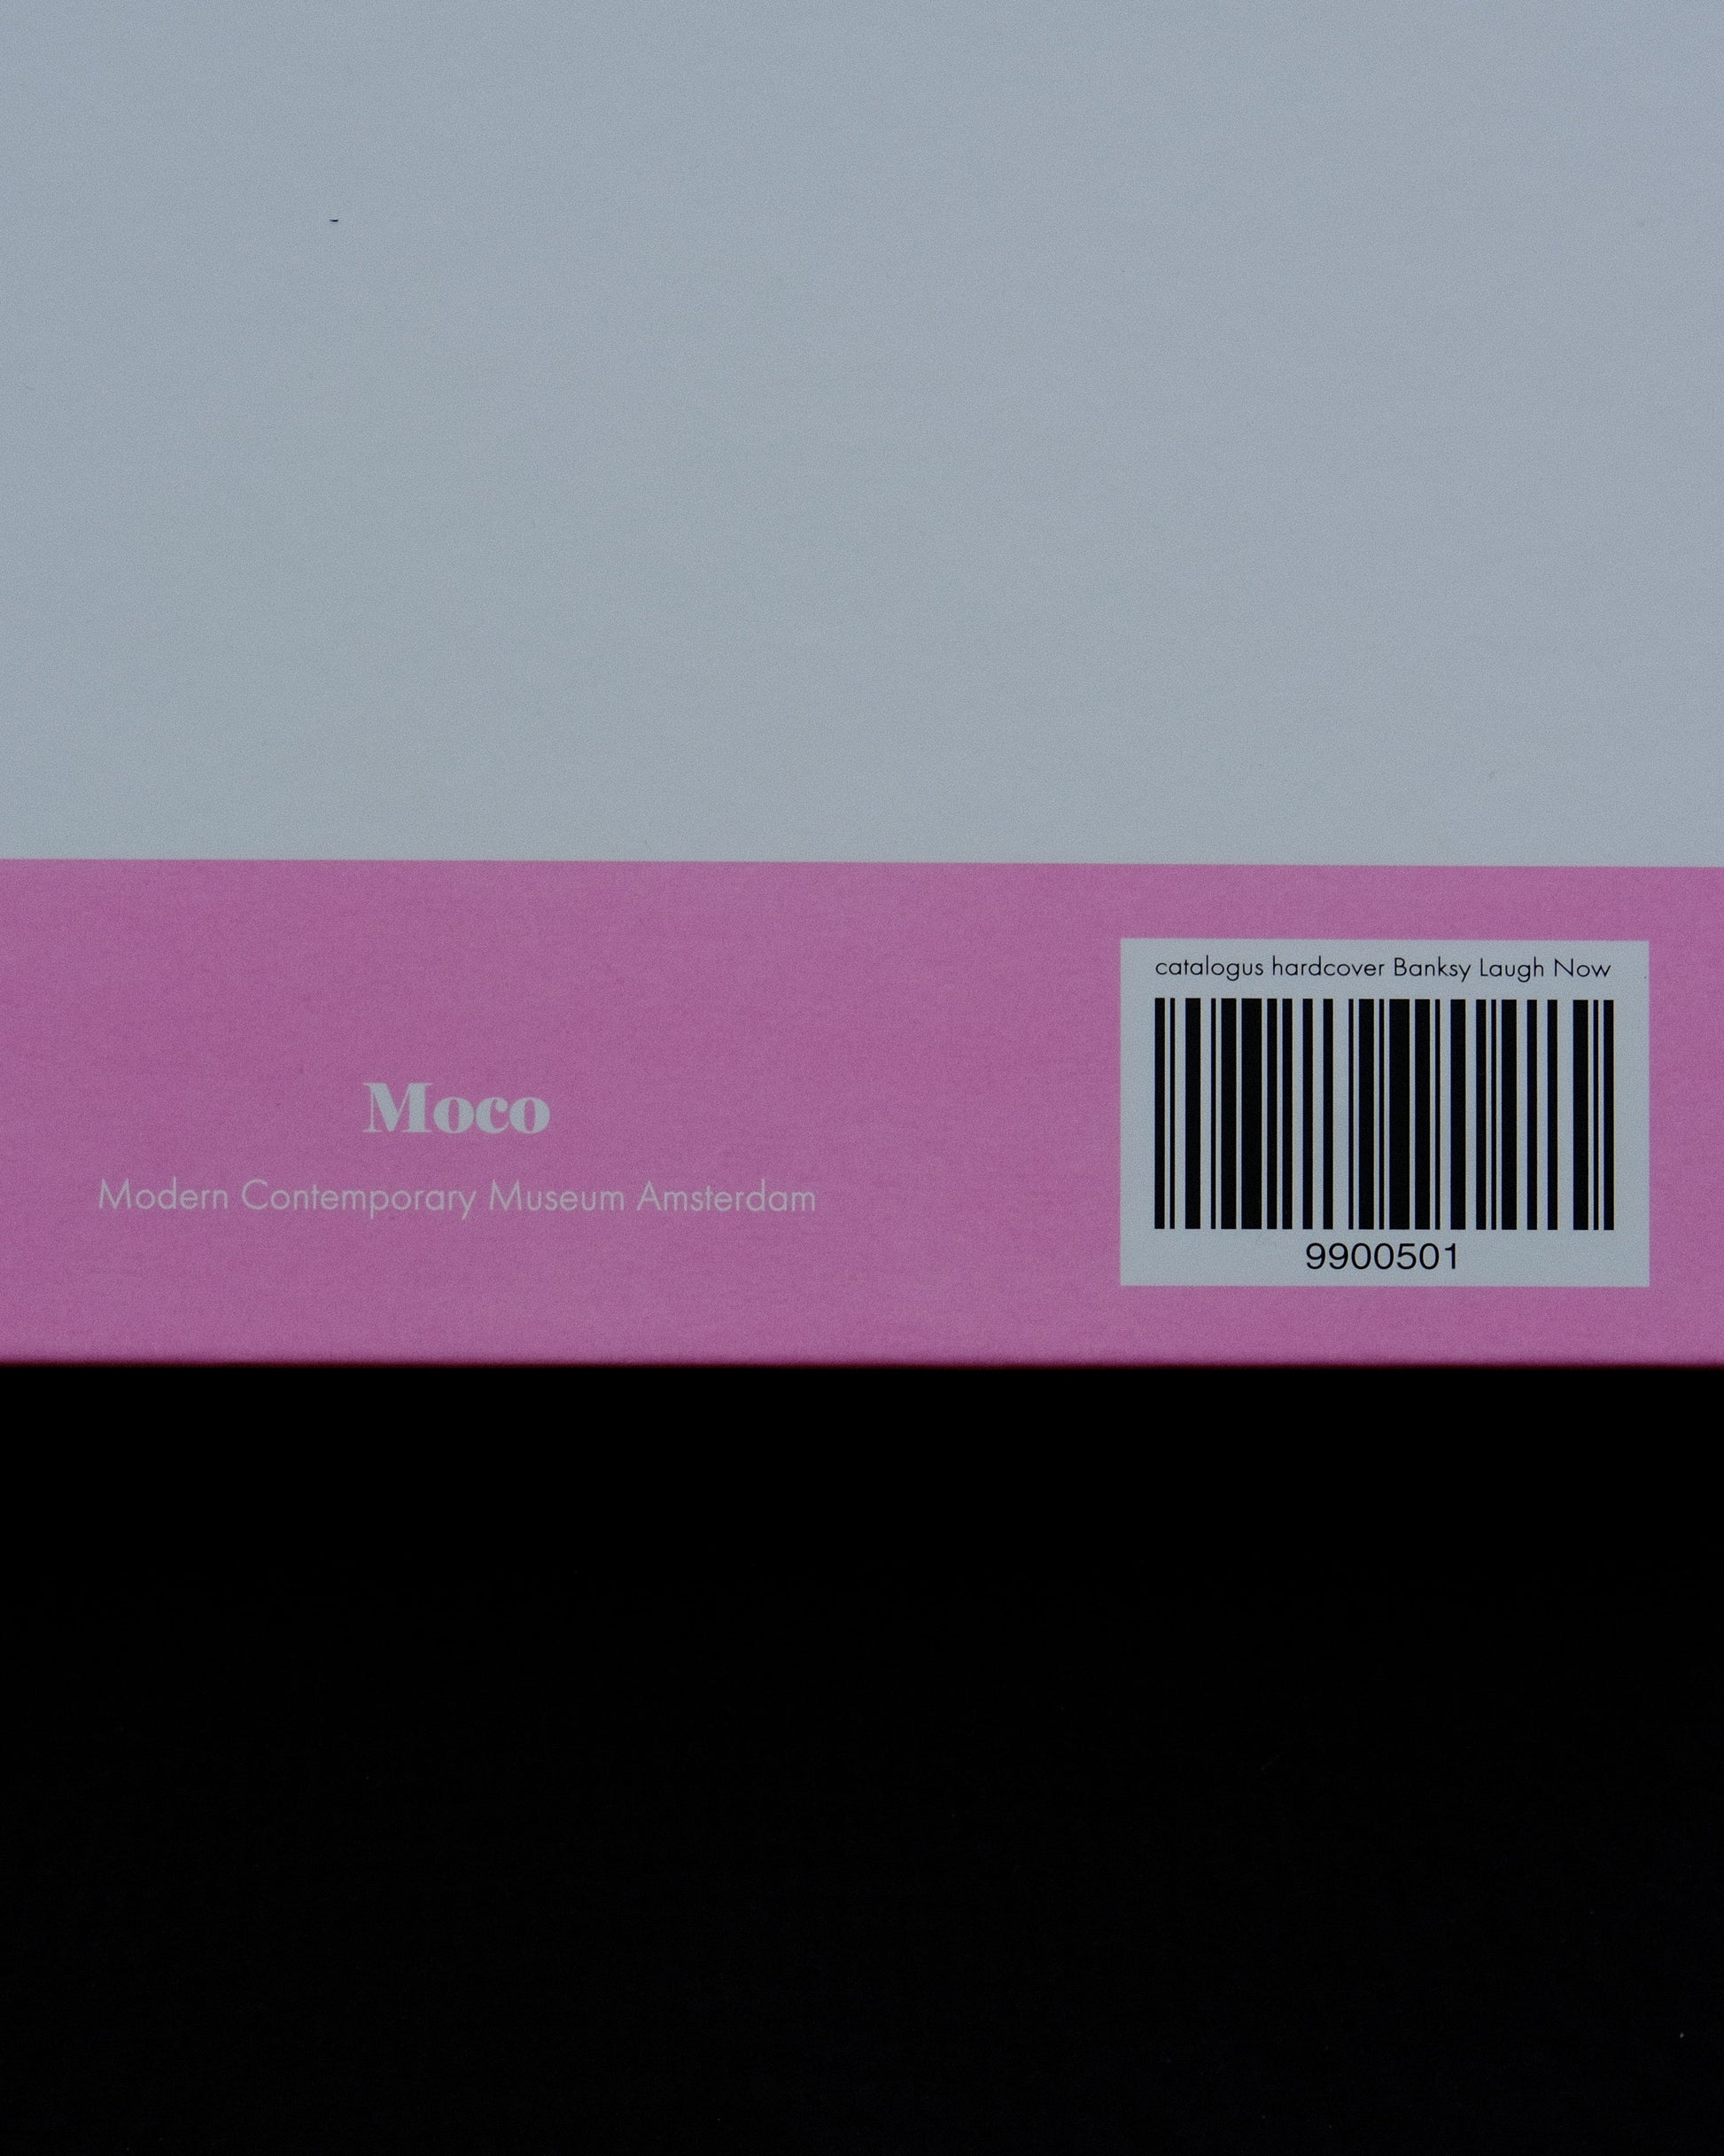 catalogus hardcover Banksy Laugh Now
9900501
Moco
Modern Contemporary Museum Amsterdam